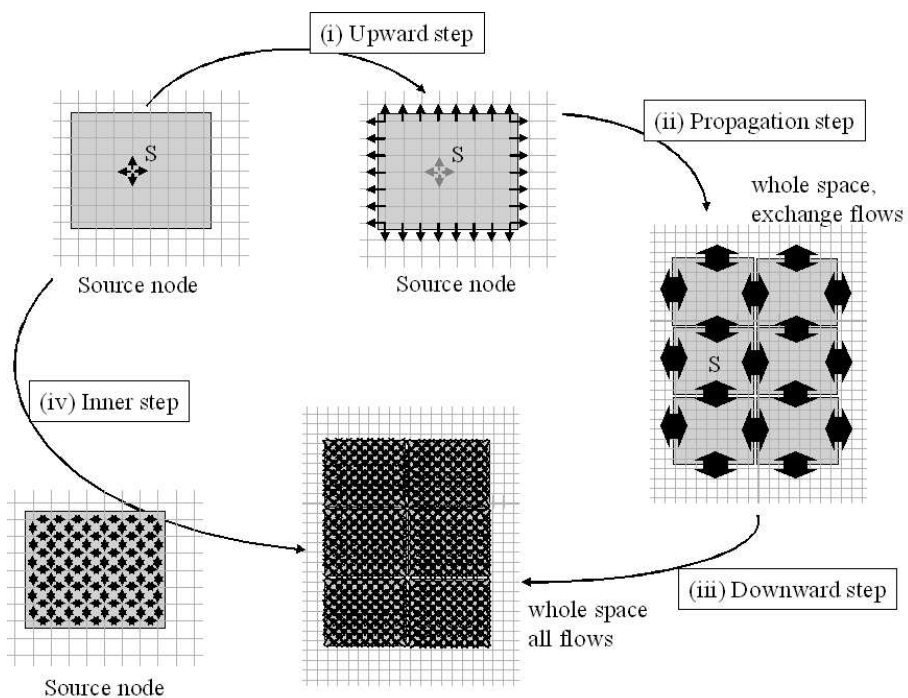 (i) Upward step
S
Source node
S
Source node
(ii) Propagation step
whole space,
exchange flows
S
(iii) Downward step
whole space
all flows
(iv) Inner step
Source node